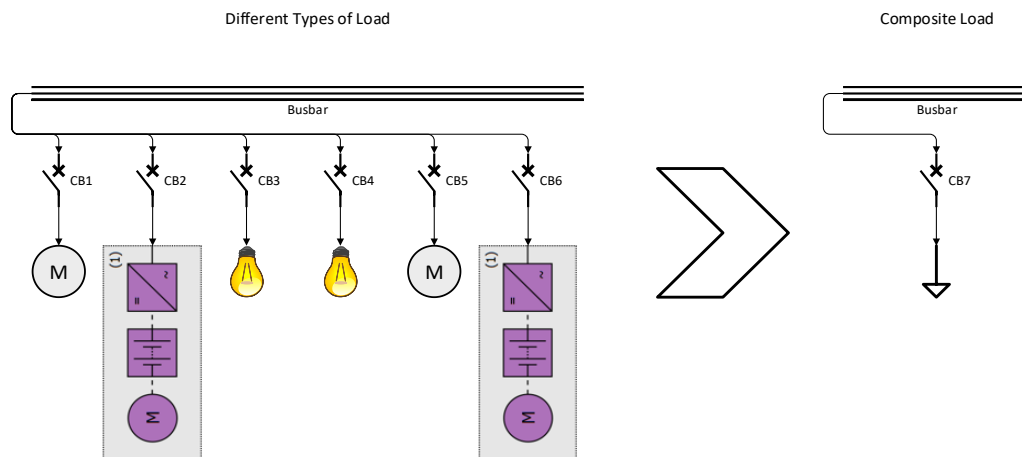 Different Types of Load
Composite Load
Busbar
Busbar
CB1
CB2
CB3
CB4
CB5
CB6
CB7
M
(1)
M
(1)
M
M